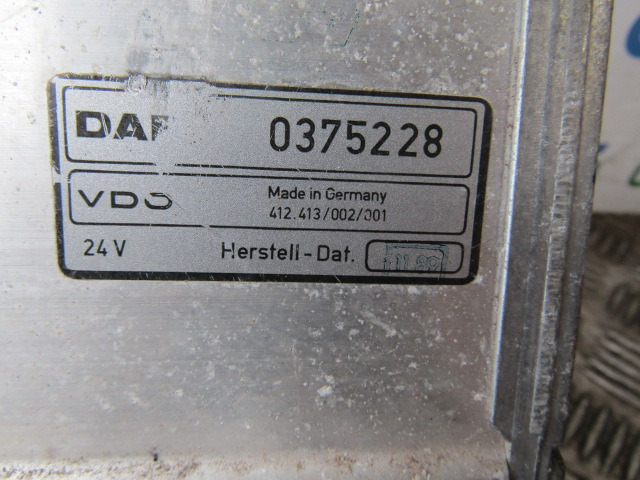 DAF 0375228
VDO Made in Germany
412.413/002/001
24 V Herstell-Dat.